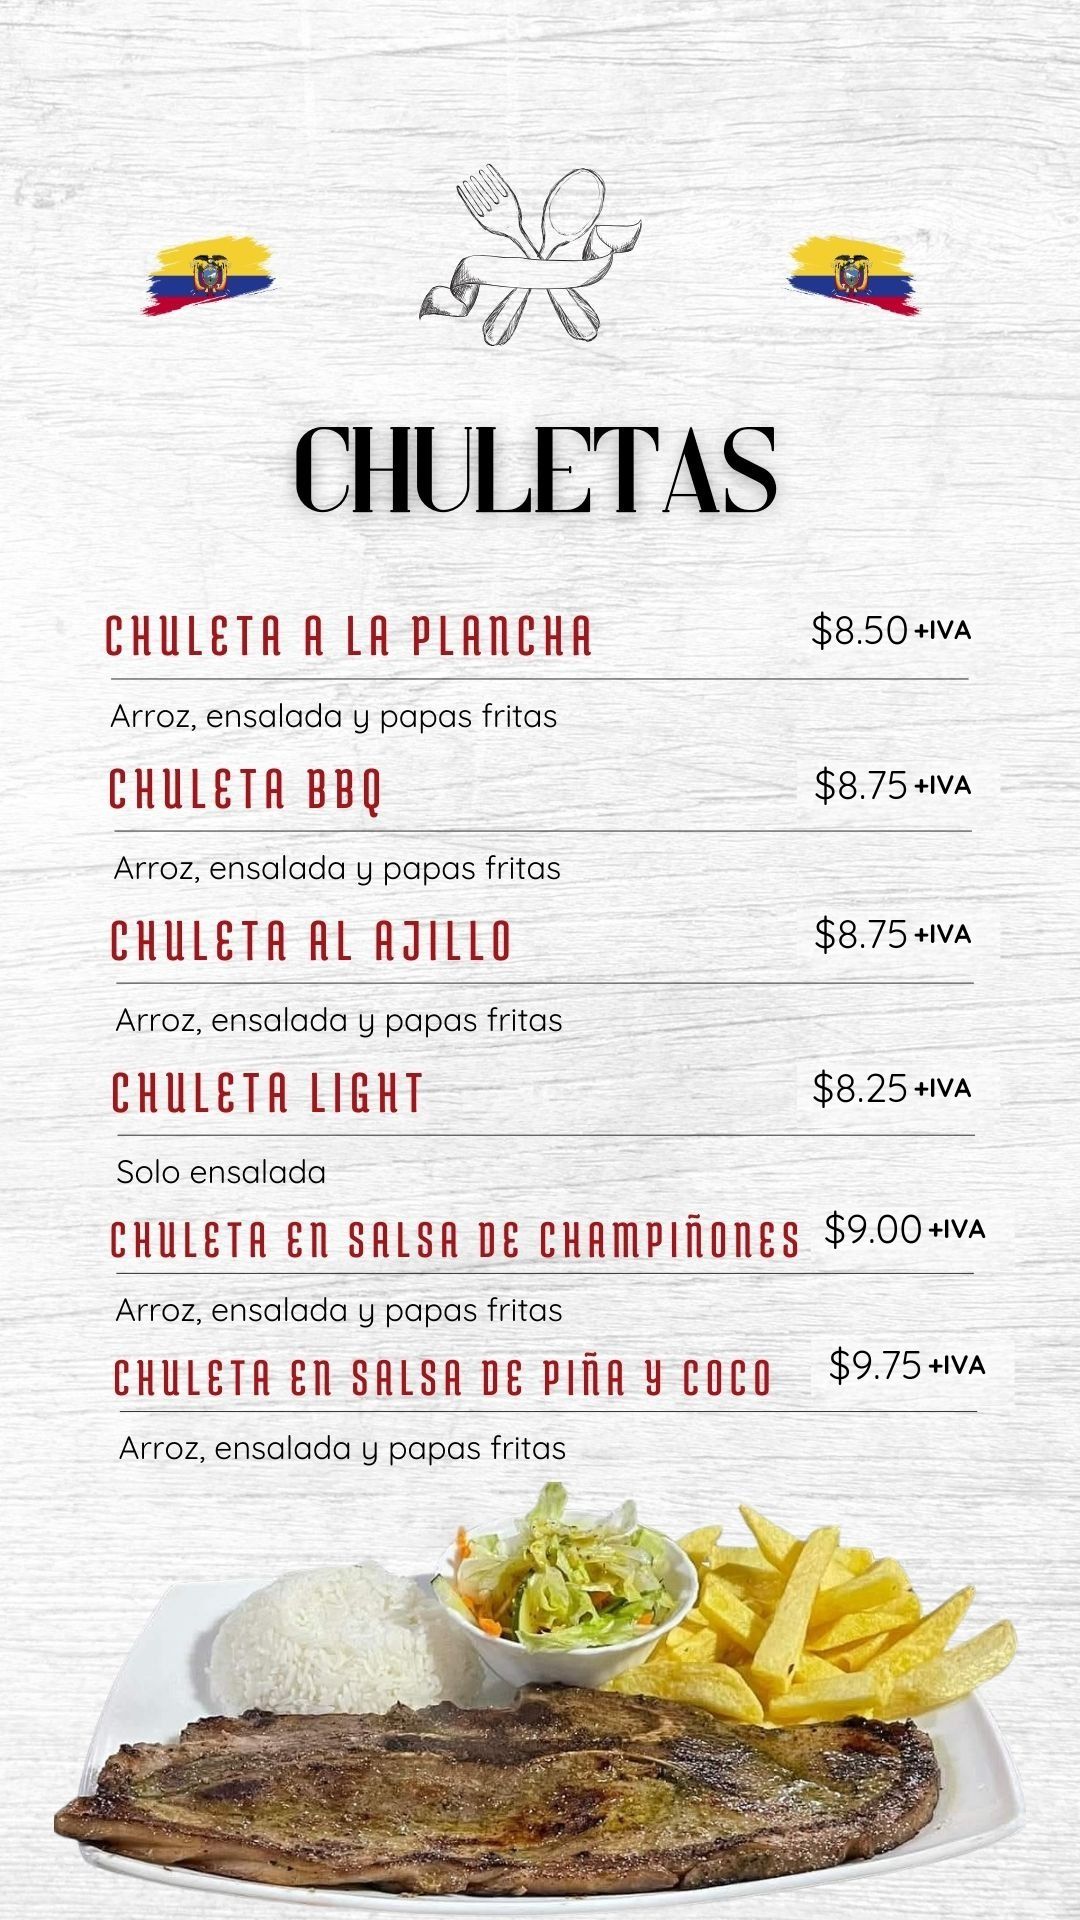 CHULETAS
CHULETA A LA PLANCHA $8.50 +IVA
Arroz, ensalada y papas fritas
CHULETA BBQ $8.75 +IVA
Arroz, ensalada y papas fritas
CHULETA AL AJILLO $8.75 +IVA
Arroz, ensalada y papas fritas
CHULETA LIGHT $8.25 +IVA
Solo ensalada
CHULETA EN SALSA DE CHAMPIÑONES $9.00 +IVA
Arroz, ensalada y papas fritas
CHULETA EN SALSA DE PIÑA Y COCO $9.75 +IVA
Arroz, ensalada y papas fritas